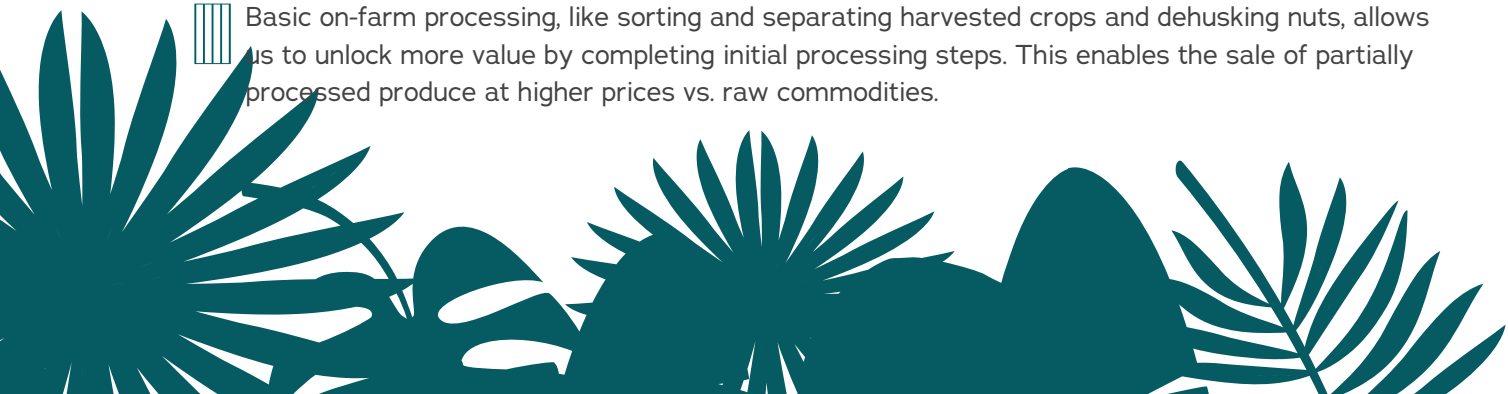 Basic on-farm processing, like sorting and separating harvested crops and dehusking nuts, allows
us to unlock more value by completing initial processing steps. This enables the sale of partially
processed produce at higher prices vs. raw commodities.